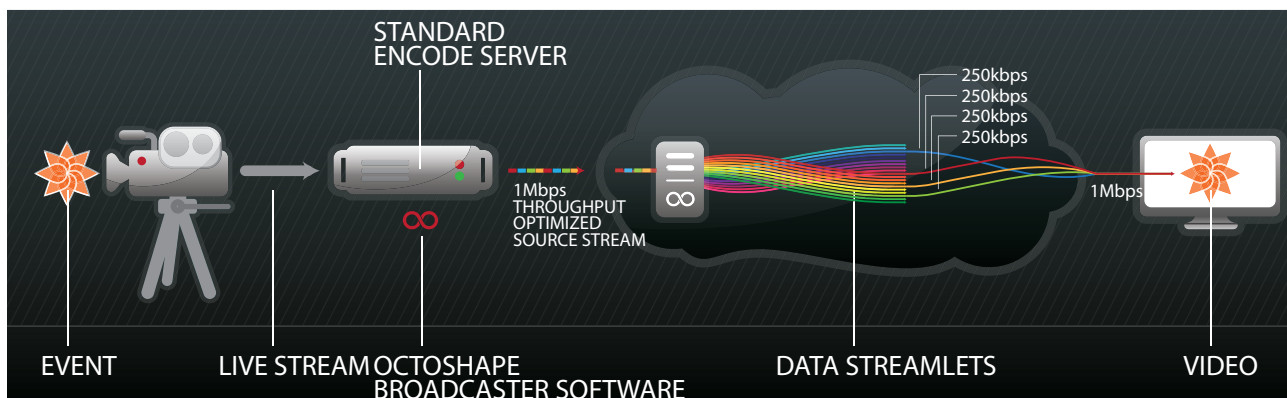 STANDARD
ENCODE SERVER
250kbps
250kbps
250kbps
250kbps
1Mbps
THROUGHPUT
OPTIMIZED
SOURCE STREAM
1Mbps
EVENT
LIVE STREAM
OCTOSHAPE
BROADCASTER SOFTWARE
DATA STREAMLETS
VIDEO